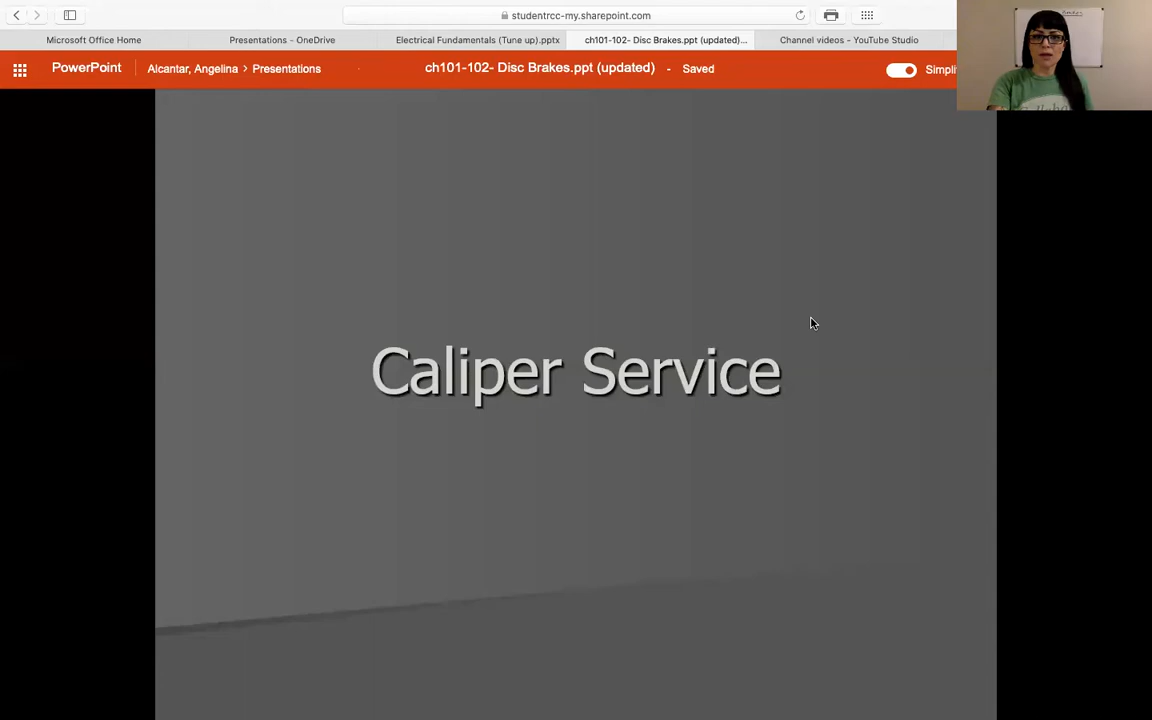 studentrcc-my.sharepoint.com
Microsoft Office Home
Presentations - OneDrive
Electrical Fundamentals (Tune up).pptx
ch101-102- Disc Brakes.ppt (updated)...
Channel videos - YouTube Studio
PowerPoint
Alcantar, Angelina > Presentations
ch101-102- Disc Brakes.ppt (updated) - Saved
Simpli
Caliper Service